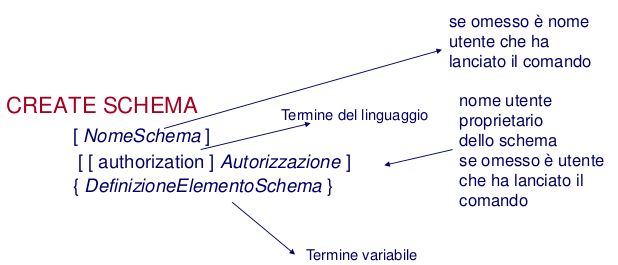 se omesso è nome
utente che ha
lanciato il comando
CREATE SCHEMA
[ NomeSchema ]
Termine del linguaggio
[ [ authorization ] Autorizzazione ]
{ DefinizioneElementoSchema }
nome utente
proprietario
dello schema
se omesso è utente
che ha lanciato il
comando
Termine variabile